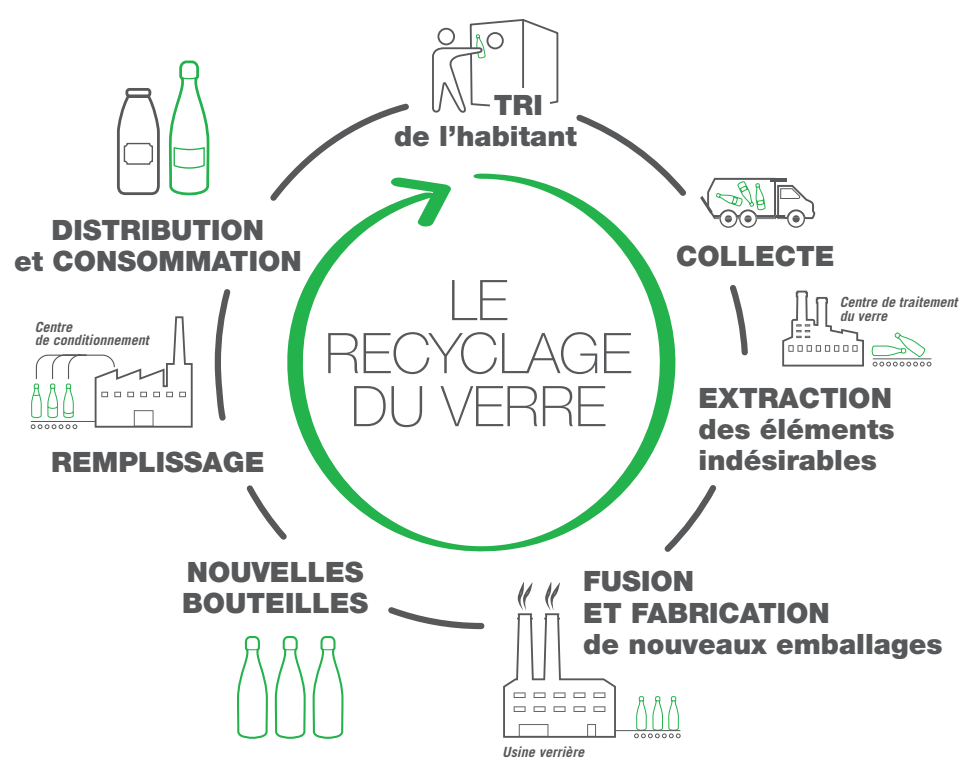 TRI
de l'habitant
COLLECTE
Centre de traitement
du verre
EXTRACTION
des éléments
indésirables
FUSION
ET FABRICATION
de nouveaux emballages
Usine verrière
NOUVELLES
BOUTEILLES
Centre
de conditionnement
REMPLISSAGE
DISTRIBUTION
et CONSOMMATION
LE
RECYCLAGE
DU VERRE